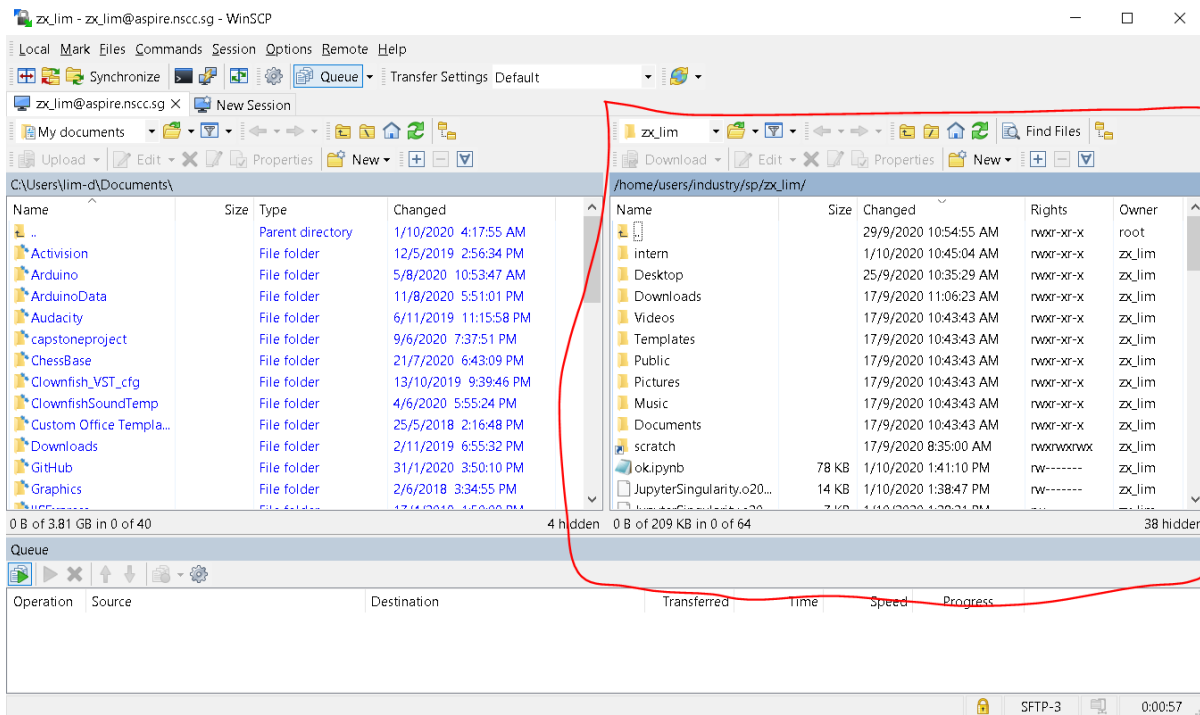 zx_lim - zx_lim@aspire.nscc.sg - WinSCP
Local Mark Files Commands Session Options Remote Help
Synchronize Queue Transfer Settings Default
zx_lim@aspire.nscc.sg New Session
My documents
Upload Edit Properties New
C:\Users\lim-d\Documents\
Name Size Type Changed
.. Parent directory 1/10/2020 4:17:55 AM
Activision File folder 12/5/2019 2:56:34 PM
Arduino File folder 5/8/2020 10:53:47 AM
ArduinoData File folder 11/8/2020 5:51:01 PM
Audacity File folder 6/11/2019 11:15:58 PM
capstoneproject File folder 9/6/2020 7:37:51 PM
ChessBase File folder 21/7/2020 6:43:09 PM
Clownfish_VST_cfg File folder 13/10/2019 9:39:46 PM
ClownfishSoundTemp File folder 4/6/2020 5:55:24 PM
Custom Office Templa... File folder 25/5/2018 2:16:48 PM
Downloads File folder 2/11/2019 6:55:32 PM
GitHub File folder 31/1/2020 3:50:10 PM
Graphics File folder 2/6/2018 3:34:55 PM
0 B of 3.81 GB in 0 of 40 4 hidden
zx_lim Find Files
Download Edit Properties New
/home/users/industry/sp/zx_lim/
Name Size Changed Rights Owner
.. 29/9/2020 10:54:55 AM rwxr-xr-x root
intern 1/10/2020 10:45:04 AM rwxr-xr-x zx_lim
Desktop 25/9/2020 10:35:29 AM rwxr-xr-x zx_lim
Downloads 17/9/2020 11:06:23 AM rwxr-xr-x zx_lim
Videos 17/9/2020 10:43:43 AM rwxr-xr-x zx_lim
Templates 17/9/2020 10:43:43 AM rwxr-xr-x zx_lim
Public 17/9/2020 10:43:43 AM rwxr-xr-x zx_lim
Pictures 17/9/2020 10:43:43 AM rwxr-xr-x zx_lim
Music 17/9/2020 10:43:43 AM rwxr-xr-x zx_lim
Documents 17/9/2020 10:43:43 AM rwxr-xr-x zx_lim
scratch 17/9/2020 8:35:00 AM rwxrwxrwx zx_lim
ok.ipynb 78 KB 1/10/2020 1:41:10 PM rw------- zx_lim
JupyterSingularity.o20... 14 KB 1/10/2020 1:38:47 PM rw------- zx_lim
0 B of 209 KB in 0 of 64 38 hidden
Queue
Operation Source Destination Transferred Time Speed Progress
SFTP-3 0:00:57